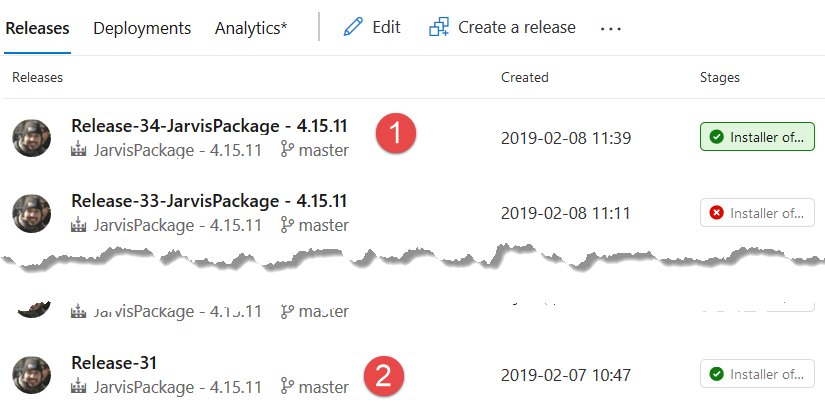 Releases Deployments Analytics* Edit Create a release ...
Releases Created Stages
Release-34-JarvisPackage - 4.15.11 1
2019-02-08 11:39 Installer of...
JarvisPackage - 4.15.11 master
Release-33-JarvisPackage - 4.15.11
2019-02-08 11:11 Installer of...
JarvisPackage - 4.15.11 master
JarvisPackage - 4.15.11 master
Release-31 2
2019-02-07 10:47 Installer of...
JarvisPackage - 4.15.11 master